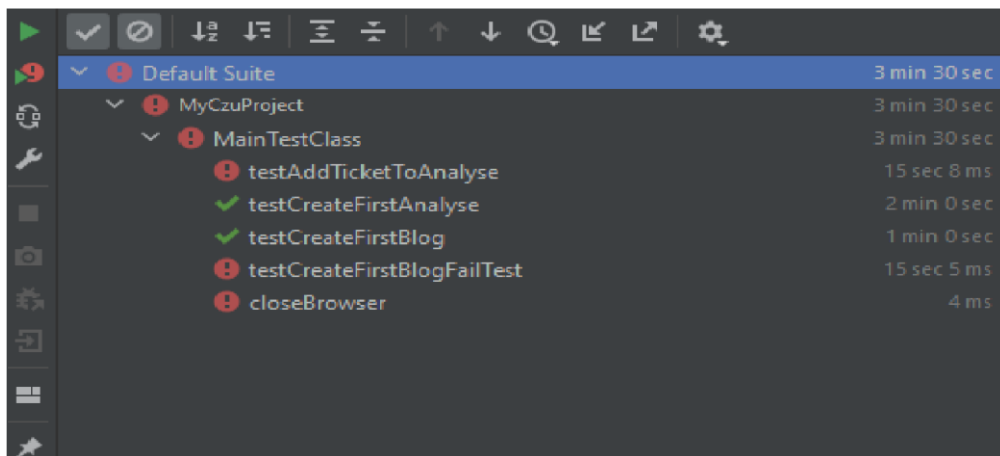 Default Suite 3 min 30 sec
MyCzuProject 3 min 30 sec
MainTestClass 3 min 30 sec
testAddTicketToAnalyse 15 sec 8 ms
testCreateFirstAnalyse 2 min 0 sec
testCreateFirstBlog 1 min 0 sec
testCreateFirstBlogFailTest 15 sec 5 ms
closeBrowser 4 ms